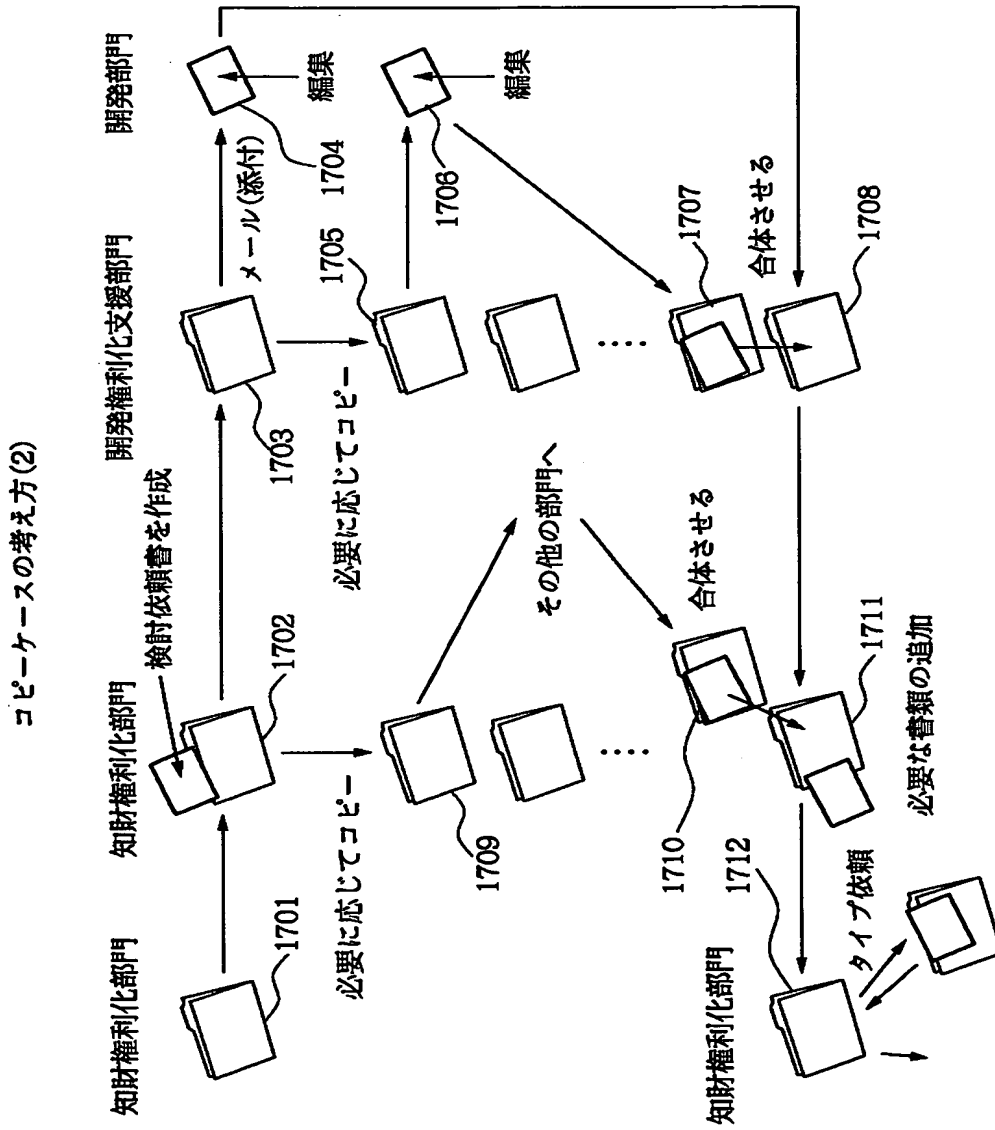 コピーケースの考え方(2)
知財権利化部門
知財権利化部門
開発権利化支援部門
開発部門
検討依頼書を作成
1701
1702
1703
メール(添付)
1704
編集
必要に応じてコピー
必要に応じてコピー
1705
1706
編集
1709
その他の部門へ
1707
合体させる
1710
合体させる
1708
1711
必要な書類の追加
知財権利化部門
1712
タイプ依頼